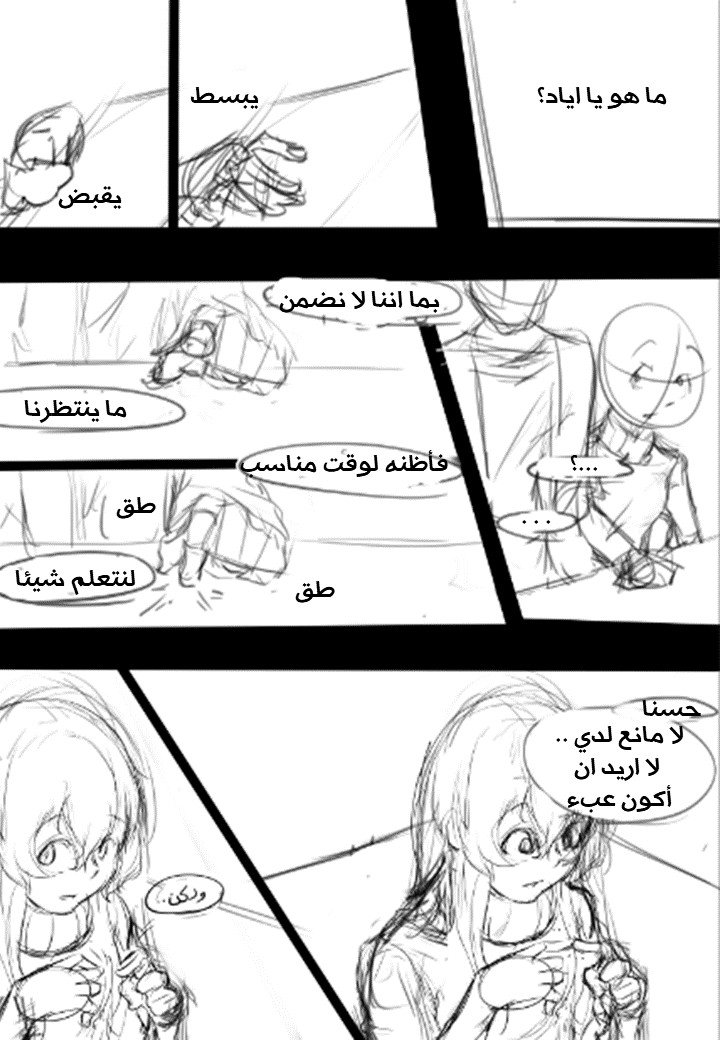 ما هو يا اياد؟
يبسط
يقبض
...؟
...
بما اننا لا نضمن
ما ينتظرنا
فأظنه لوقت مناسب
طق
لنتعلم شيئا
طق
حسنا
لا مانع لدي ..
لا اريد ان
أكون عبء
ولكن..